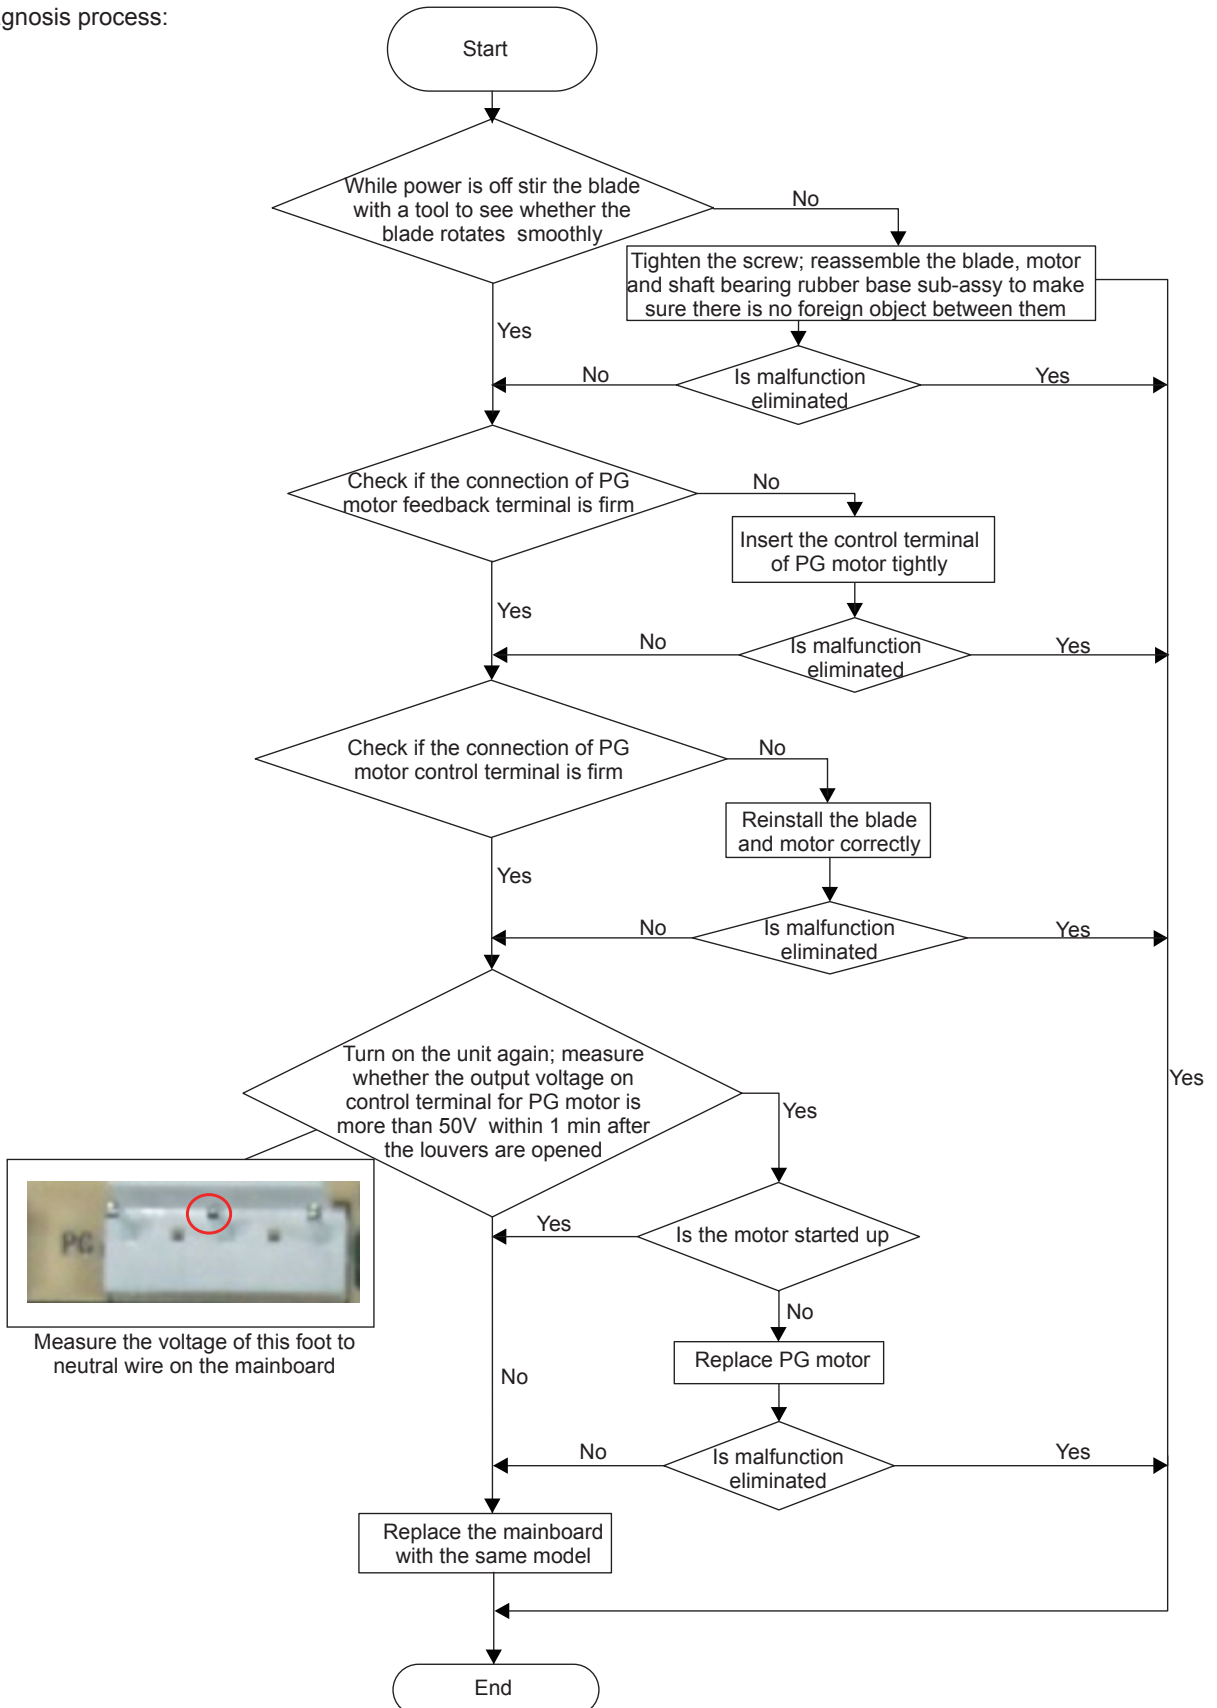 gnosis process:
Start
While power is off stir the blade
with a tool to see whether the
blade rotates smoothly
No
Tighten the screw; reassemble the blade, motor
and shaft bearing rubber base sub-assy to make
sure there is no foreign object between them
Yes
No
Is malfunction
eliminated
Yes
Check if the connection of PG
motor feedback terminal is firm
No
Insert the control terminal
of PG motor tightly
Yes
No
Is malfunction
eliminated
Yes
Check if the connection of PG
motor control terminal is firm
No
Reinstall the blade
and motor correctly
Yes
No
Is malfunction
eliminated
Yes
Turn on the unit again; measure
whether the output voltage on
control terminal for PG motor is
more than 50V within 1 min after
the louvers are opened
Yes
Yes
PG
Yes
Is the motor started up
No
Measure the voltage of this foot to
neutral wire on the mainboard
Replace PG motor
No
No
Is malfunction
eliminated
Yes
Replace the mainboard
with the same model
End